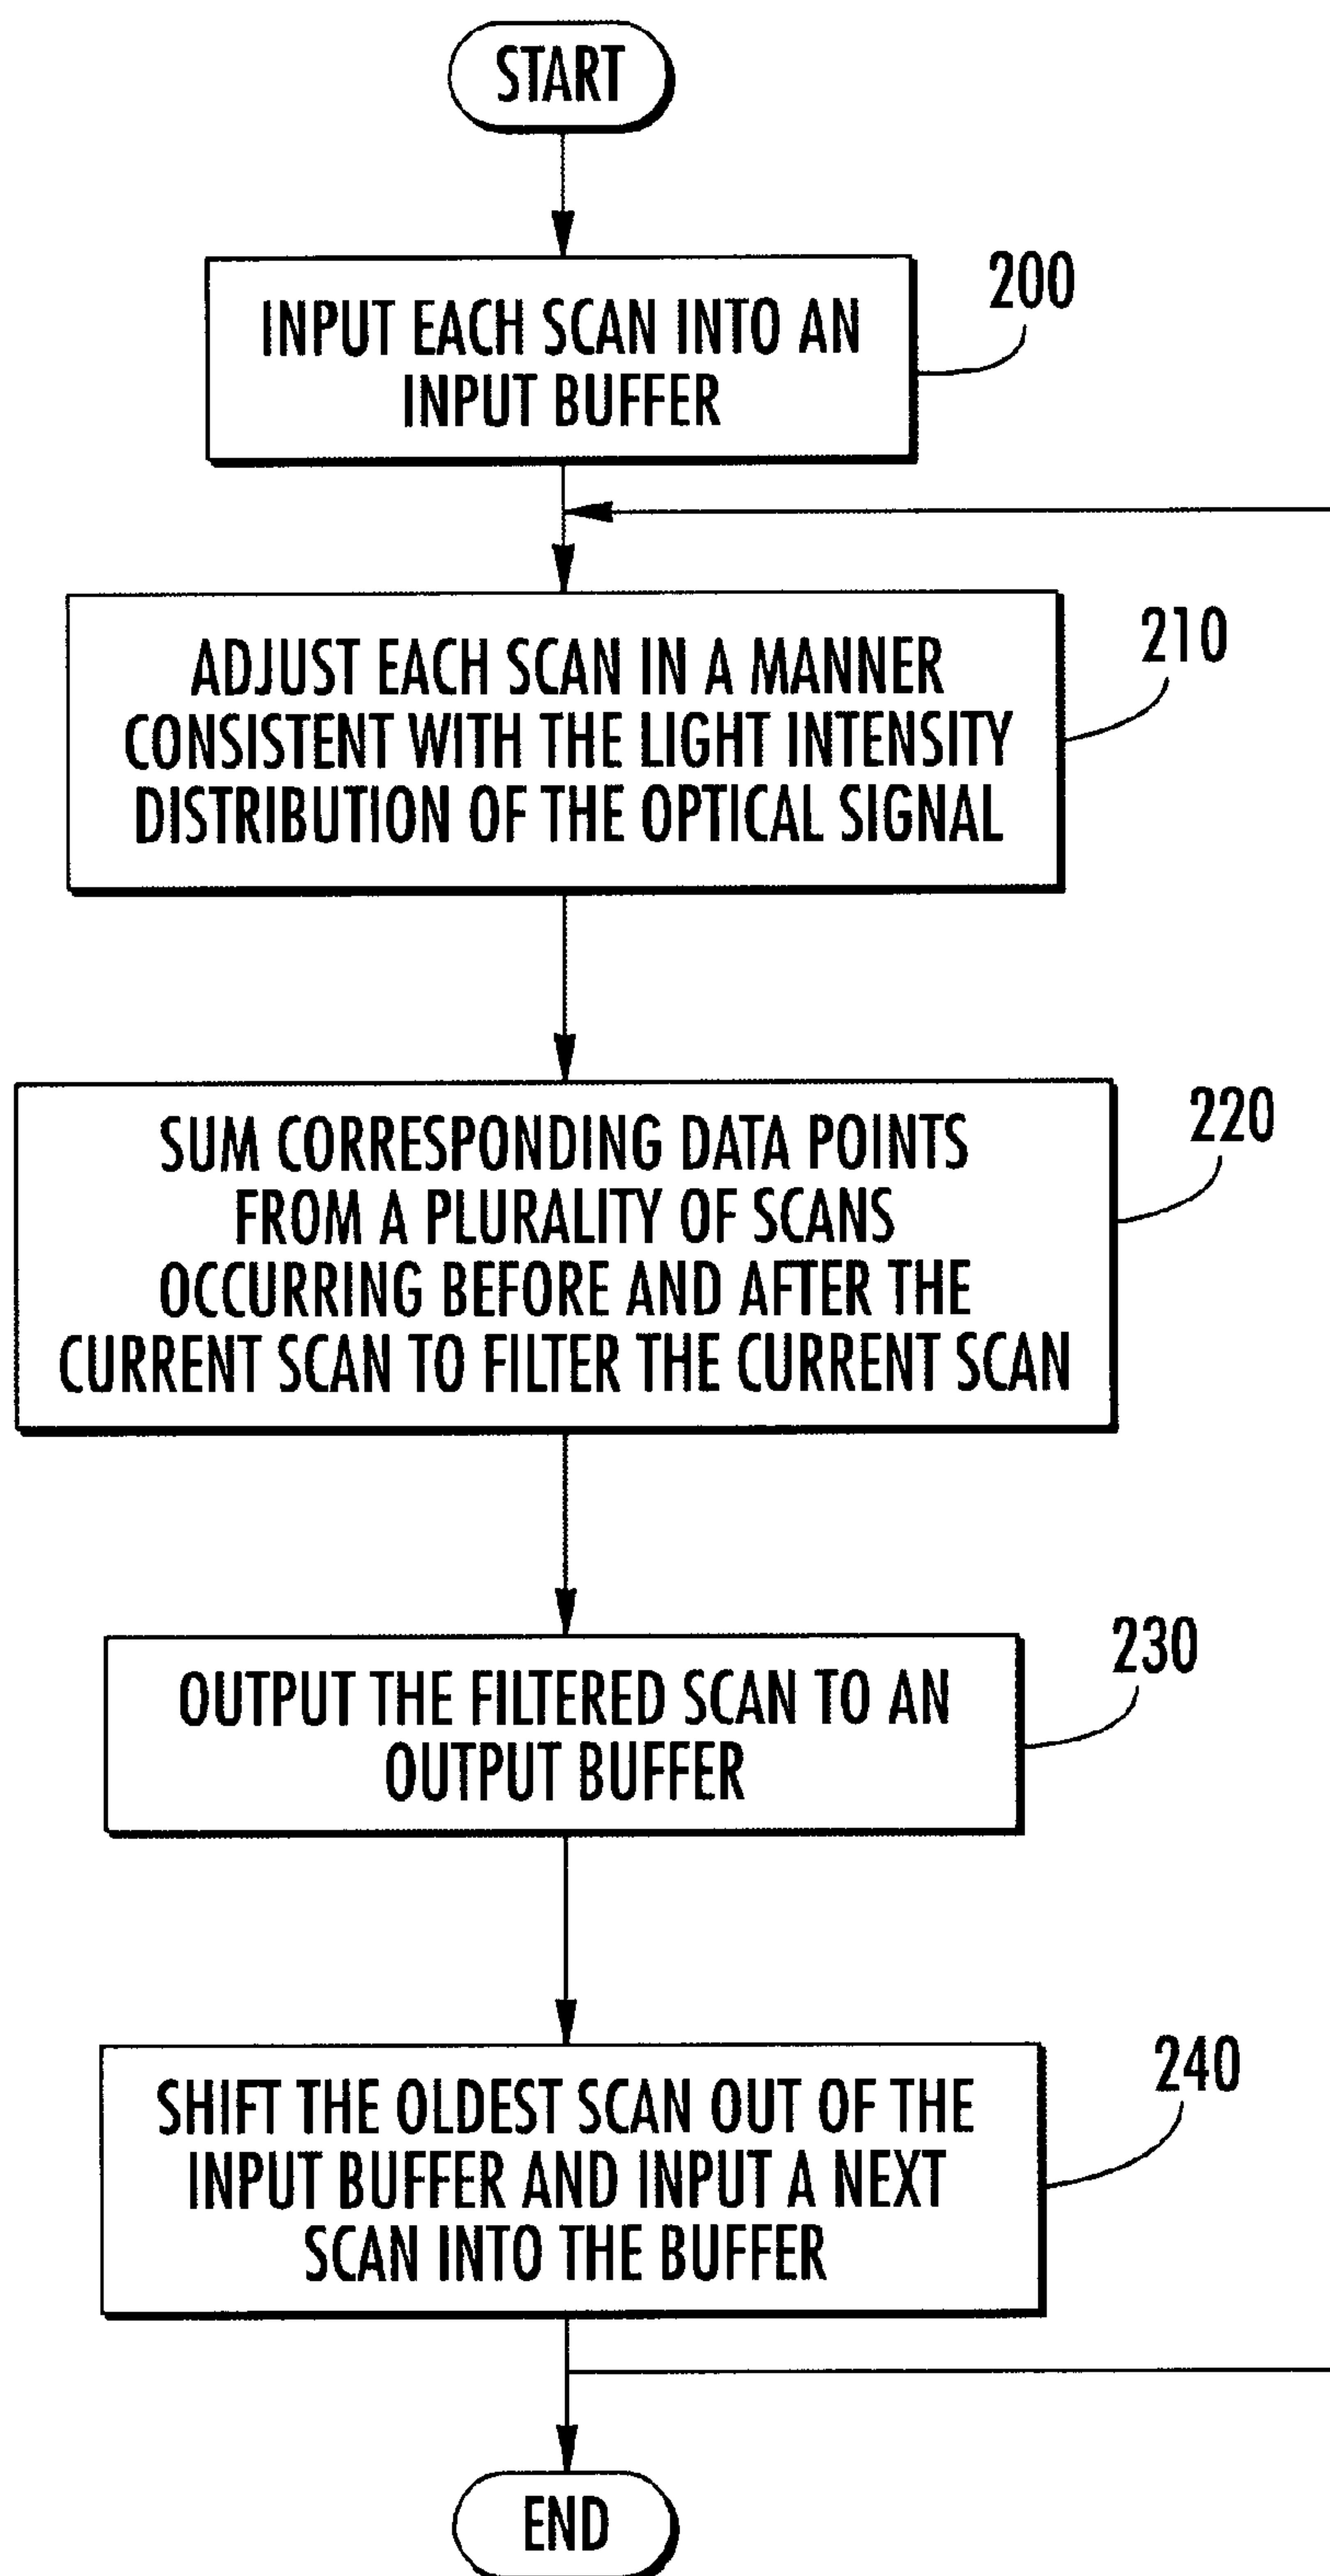 START
200
INPUT EACH SCAN INTO AN
INPUT BUFFER
210
ADJUST EACH SCAN IN A MANNER
CONSISTENT WITH THE LIGHT INTENSITY
DISTRIBUTION OF THE OPTICAL SIGNAL
220
SUM CORRESPONDING DATA POINTS
FROM A PLURALITY OF SCANS
OCCURRING BEFORE AND AFTER THE
CURRENT SCAN TO FILTER THE CURRENT SCAN
230
OUTPUT THE FILTERED SCAN TO AN
OUTPUT BUFFER
240
SHIFT THE OLDEST SCAN OUT OF THE
INPUT BUFFER AND INPUT A NEXT
SCAN INTO THE BUFFER
END